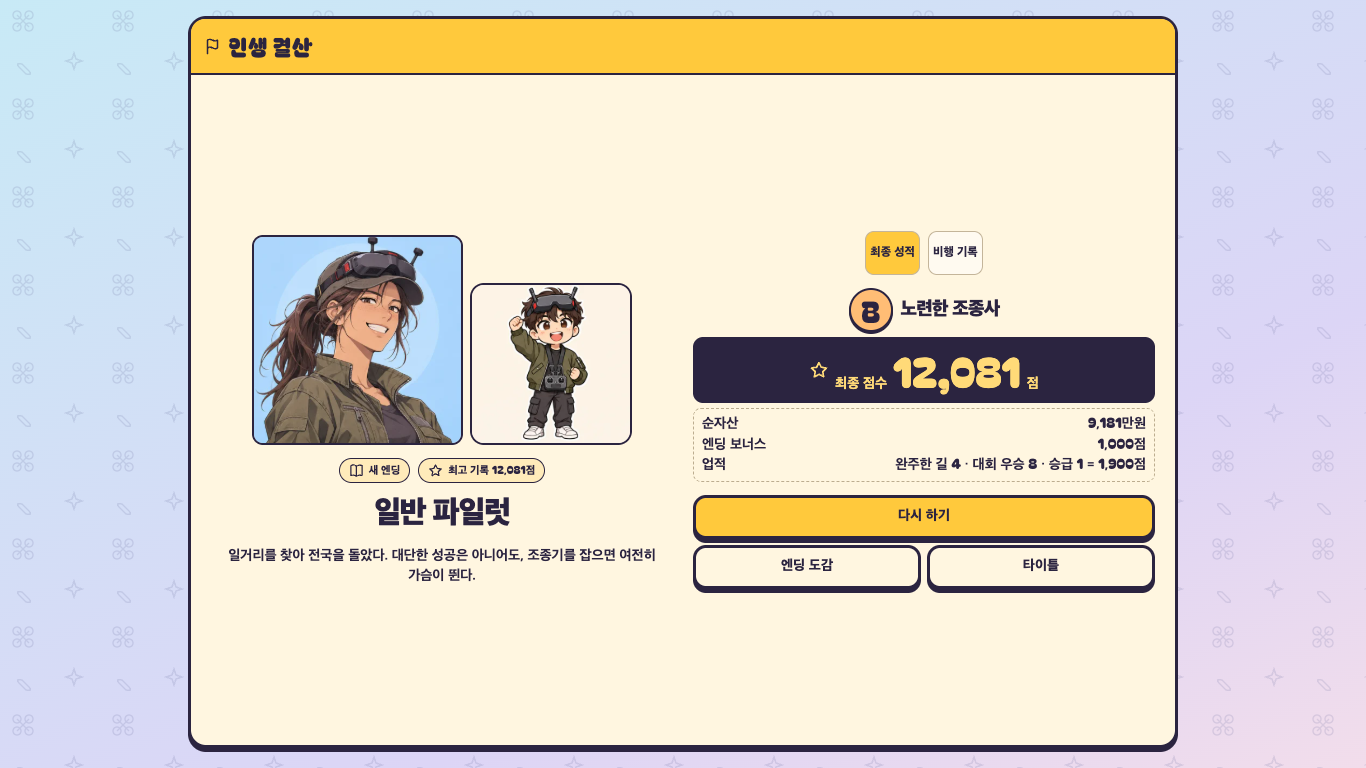 인생 결산
새 엔딩
최고 기록 12,081점
일반 파일럿
일거리를 찾아 전국을 돌았다. 대단한 성공은 아니어도, 조종기를 잡으면 여전히
가슴이 뛴다.
최종 성적
비행 기록
B 노련한 조종사
최종 점수 12,081 점
순자산 9,181만원
엔딩 보너스 1,000점
업적 완주한 길 4 · 대회 우승 8 · 승급 1 = 1,900점
다시 하기
엔딩 도감
타이틀